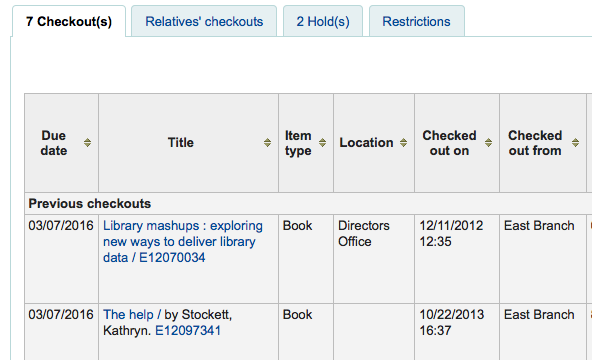 7 Checkout(s) Relatives' checkouts 2 Hold(s) Restrictions
Due date Title Item type Location Checked out on Checked out from
Previous checkouts
03/07/2016 Library mashups : exploring Book Directors 12/11/2012 East Branch
new ways to deliver library Office 12:35
data / E12070034
03/07/2016 The help / by Stockett, Book 10/22/2013 East Branch
Kathryn. E12097341 16:37